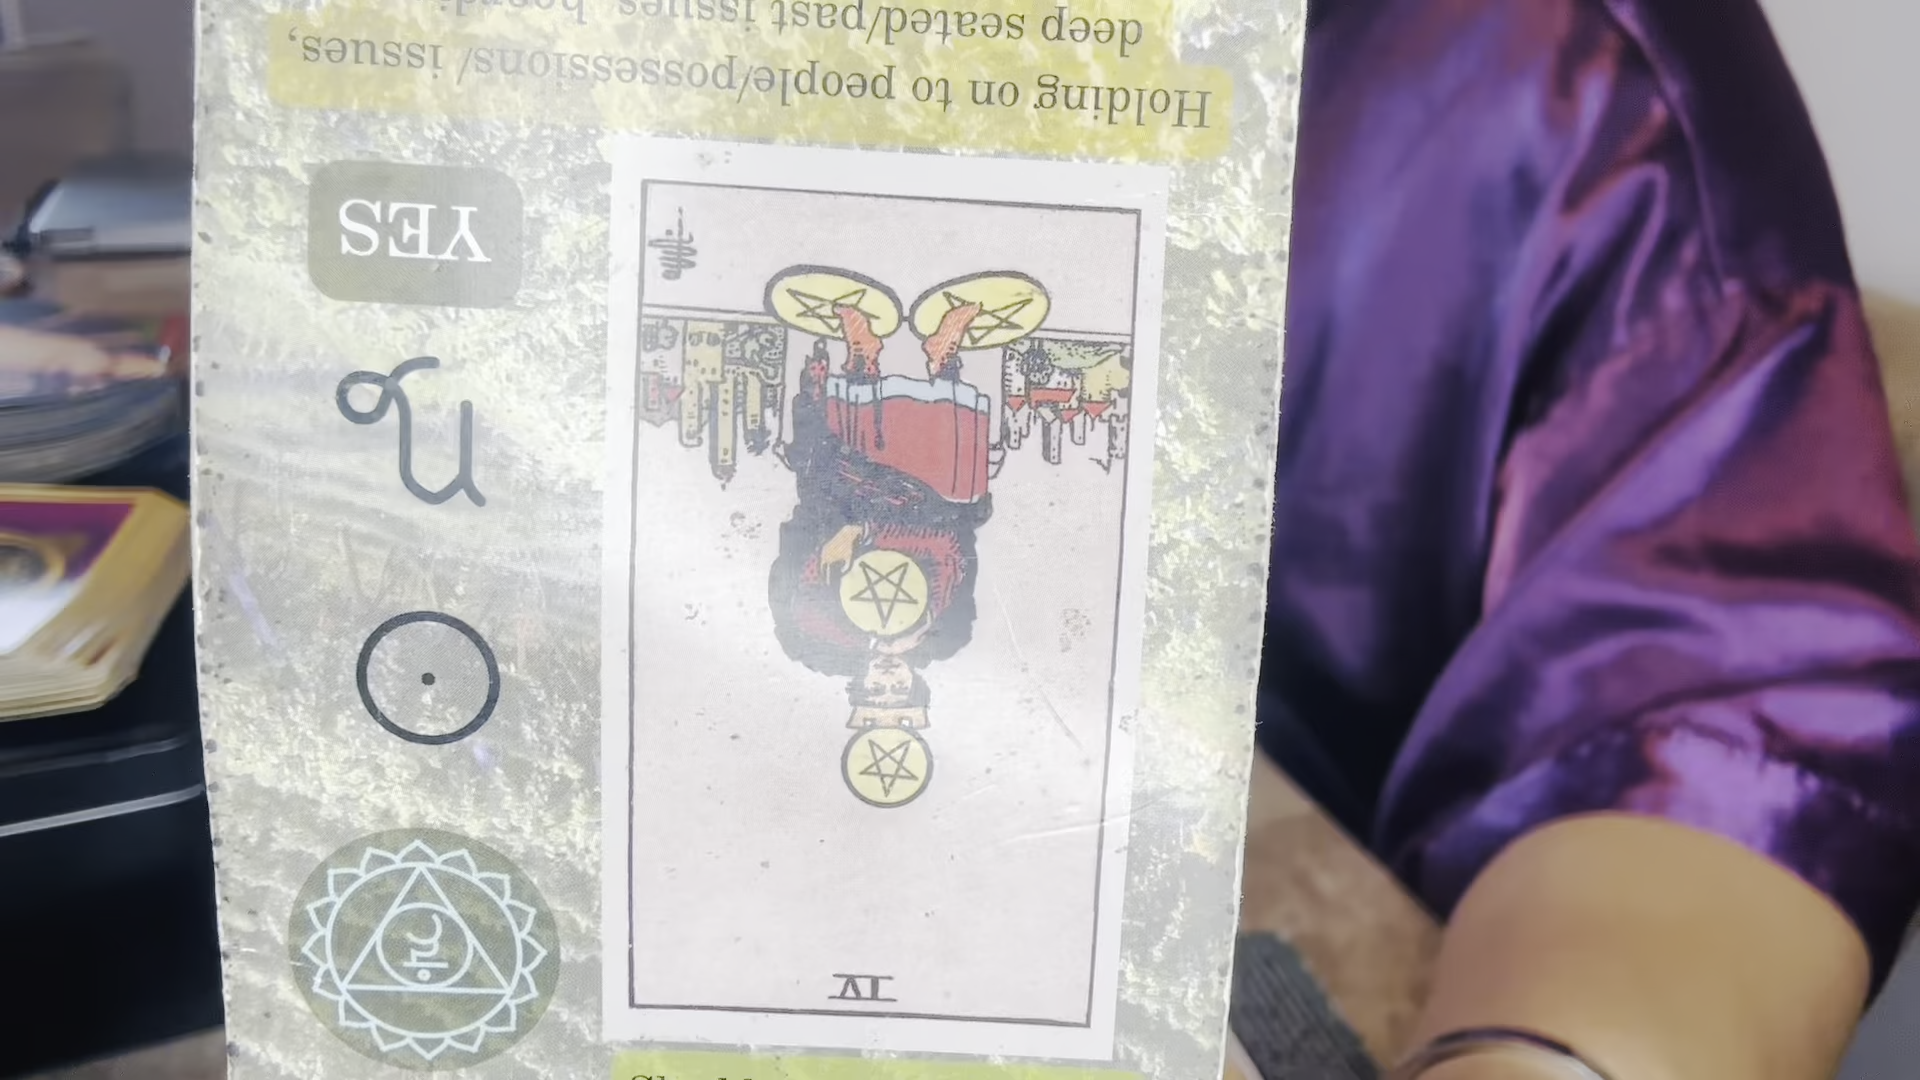 IV
YES
Holding on to people/possessions/ issues,
deep seated/past issues,